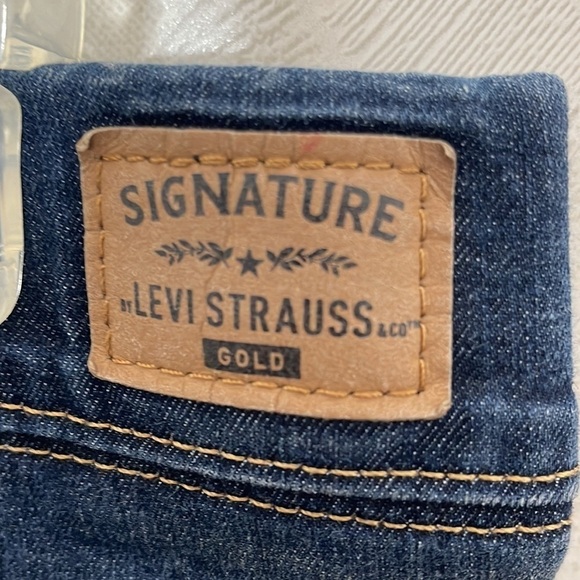 SIGNATURE
BY LEVI STRAUSS & CO™
GOLD